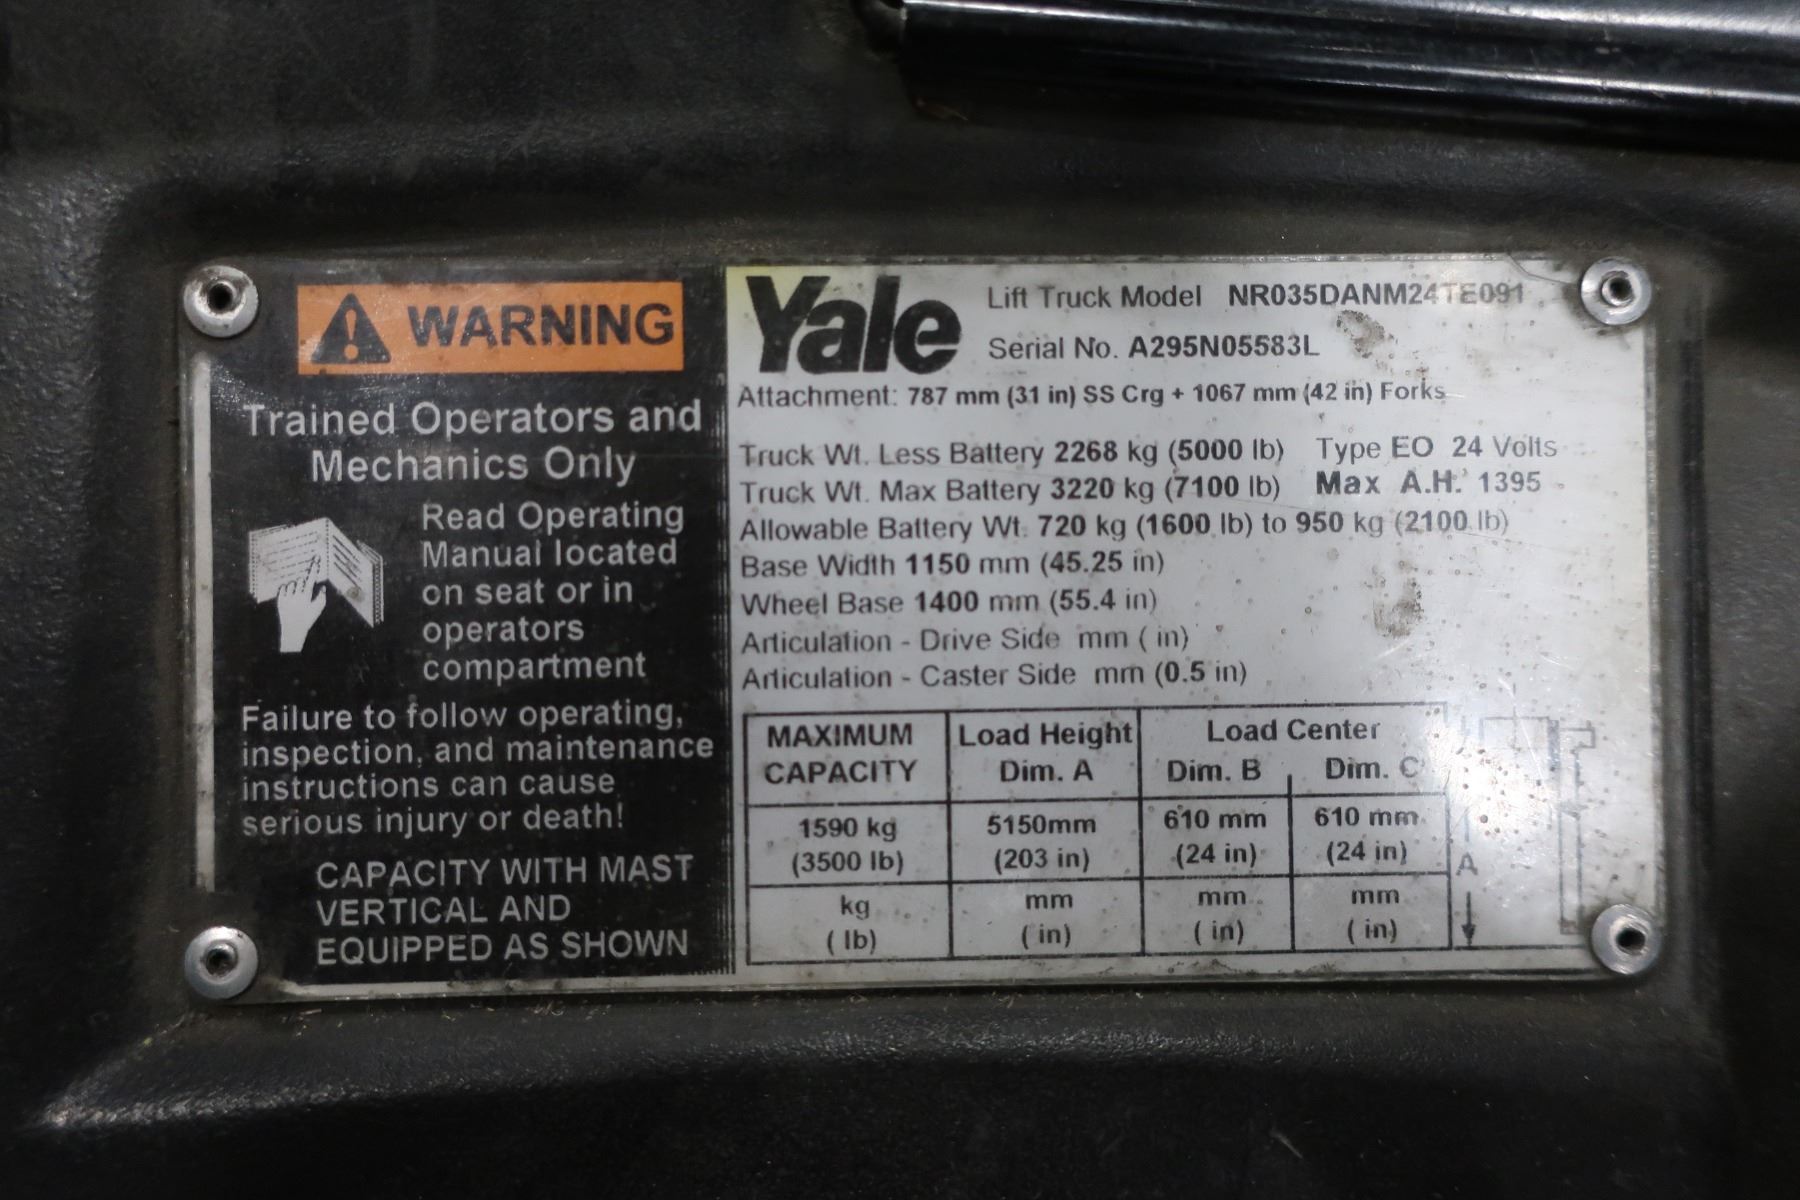 WARNING
Trained Operators and
Mechanics Only
Read Operating
Manual located
on seat or in
operators
compartment
Failure to follow operating,
inspection, and maintenance
instructions can cause
serious injury or death!
CAPACITY WITH MAST
VERTICAL AND
EQUIPPED AS SHOWN
Yale
Lift Truck Model NR035DANM24TE091
Serial No. A295N05583L
Attachment: 787 mm (31 in) SS Crg + 1067 mm (42 in) Forks
Truck Wt. Less Battery 2268 kg (5000 lb) Type EO 24 Volts
Truck Wt. Max Battery 3220 kg (7100 lb) Max A.H. 1395
Allowable Battery Wt. 720 kg (1600 lb) to 950 kg (2100 lb)
Base Width 1150 mm (45.25 in)
Wheel Base 1400 mm (55.4 in)
Articulation - Drive Side mm ( in)
Articulation - Caster Side mm (0.5 in)
MAXIMUM Load Height Load Center
CAPACITY Dim. A Dim. B Dim. C
1590 kg 5150mm 610 mm 610 mm
(3500 lb) (203 in) (24 in) (24 in)
A
kg mm mm mm
( lb) ( in) ( in) ( in)